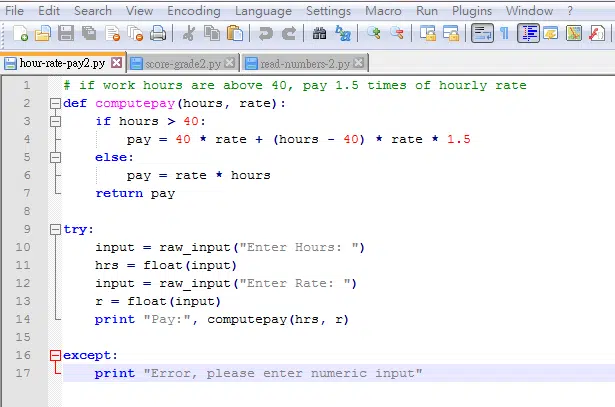 File Edit Search View Encoding Language Settings Macro Run Plugins Window ?
hour-rate-pay2.py score-grade2.py read-numbers-2.py
1 # if work hours are above 40, pay 1.5 times of hourly rate
2 def computepay(hours, rate):
3 if hours > 40:
4 pay = 40 * rate + (hours - 40) * rate * 1.5
5 else:
6 pay = rate * hours
7 return pay
8
9 try:
10 input = raw_input("Enter Hours: ")
11 hrs = float(input)
12 input = raw_input("Enter Rate: ")
13 r = float(input)
14 print "Pay:", computepay(hrs, r)
15
16 except:
17 print "Error, please enter numeric input"